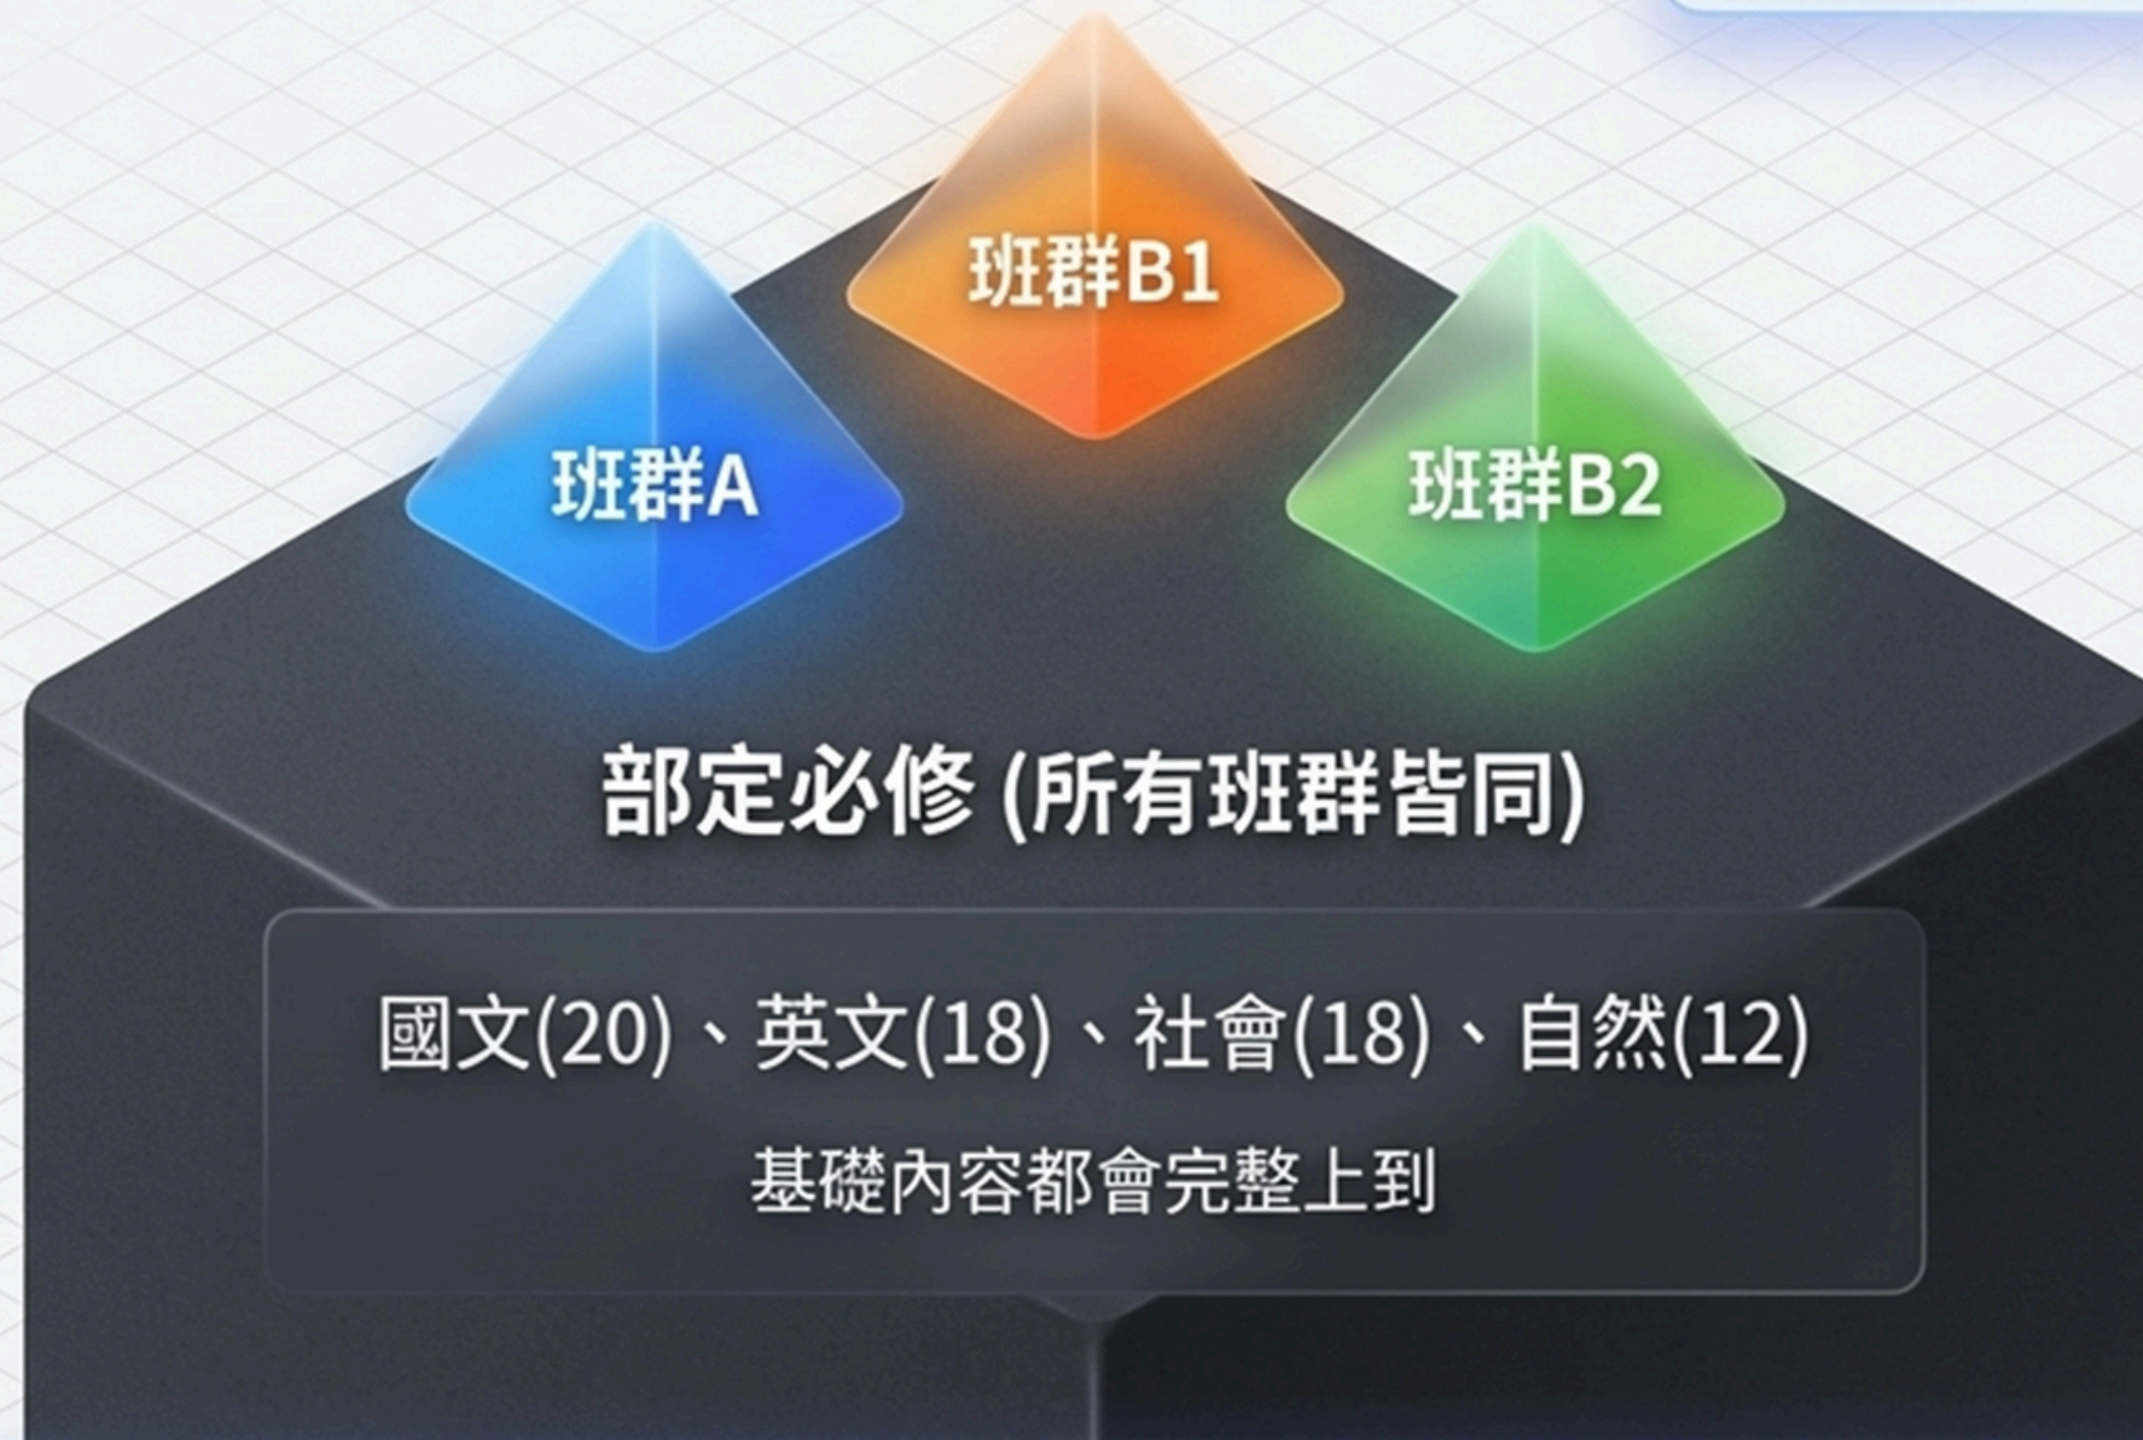 班群B1
班群A
班群B2
部定必修 (所有班群皆同)
國文(20)、英文(18)、社會(18)、自然(12)
基礎內容都會完整上到